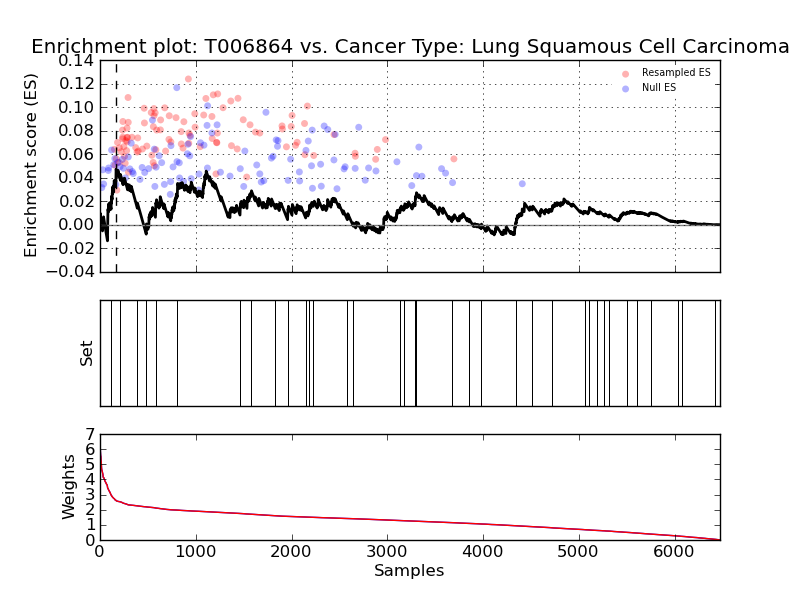 Enrichment plot: T006864 vs. Cancer Type: Lung Squamous Cell Carcinoma
Enrichment score (ES)
0.14
0.12
0.10
0.08
0.06
0.04
0.02
0.00
−0.02
−0.04
Resampled ES
Null ES
Set
Weights
7
6
5
4
3
2
1
0
0 1000 2000 3000 4000 5000 6000
Samples